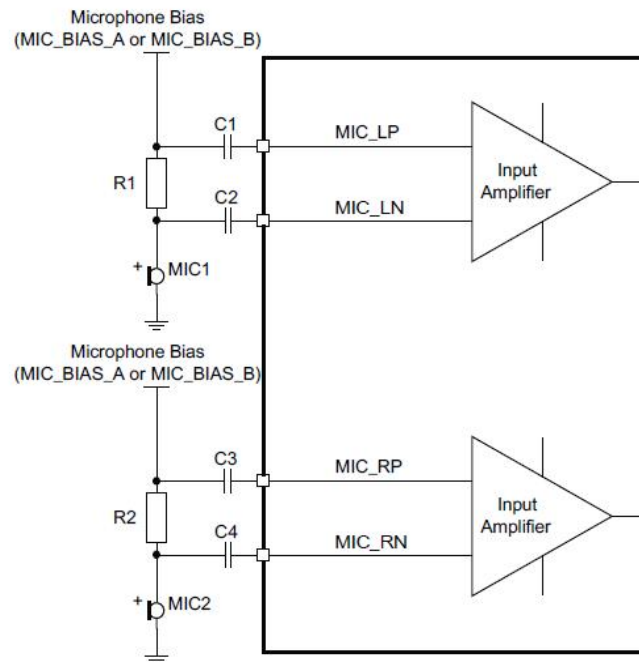 Microphone Bias
(MIC_BIAS_A or MIC_BIAS_B)
C1
MIC_LP
R1
C2
MIC_LN
Input
Amplifier
+
MIC1
Microphone Bias
(MIC_BIAS_A or MIC_BIAS_B)
C3
MIC_RP
R2
C4
MIC_RN
Input
Amplifier
+
MIC2